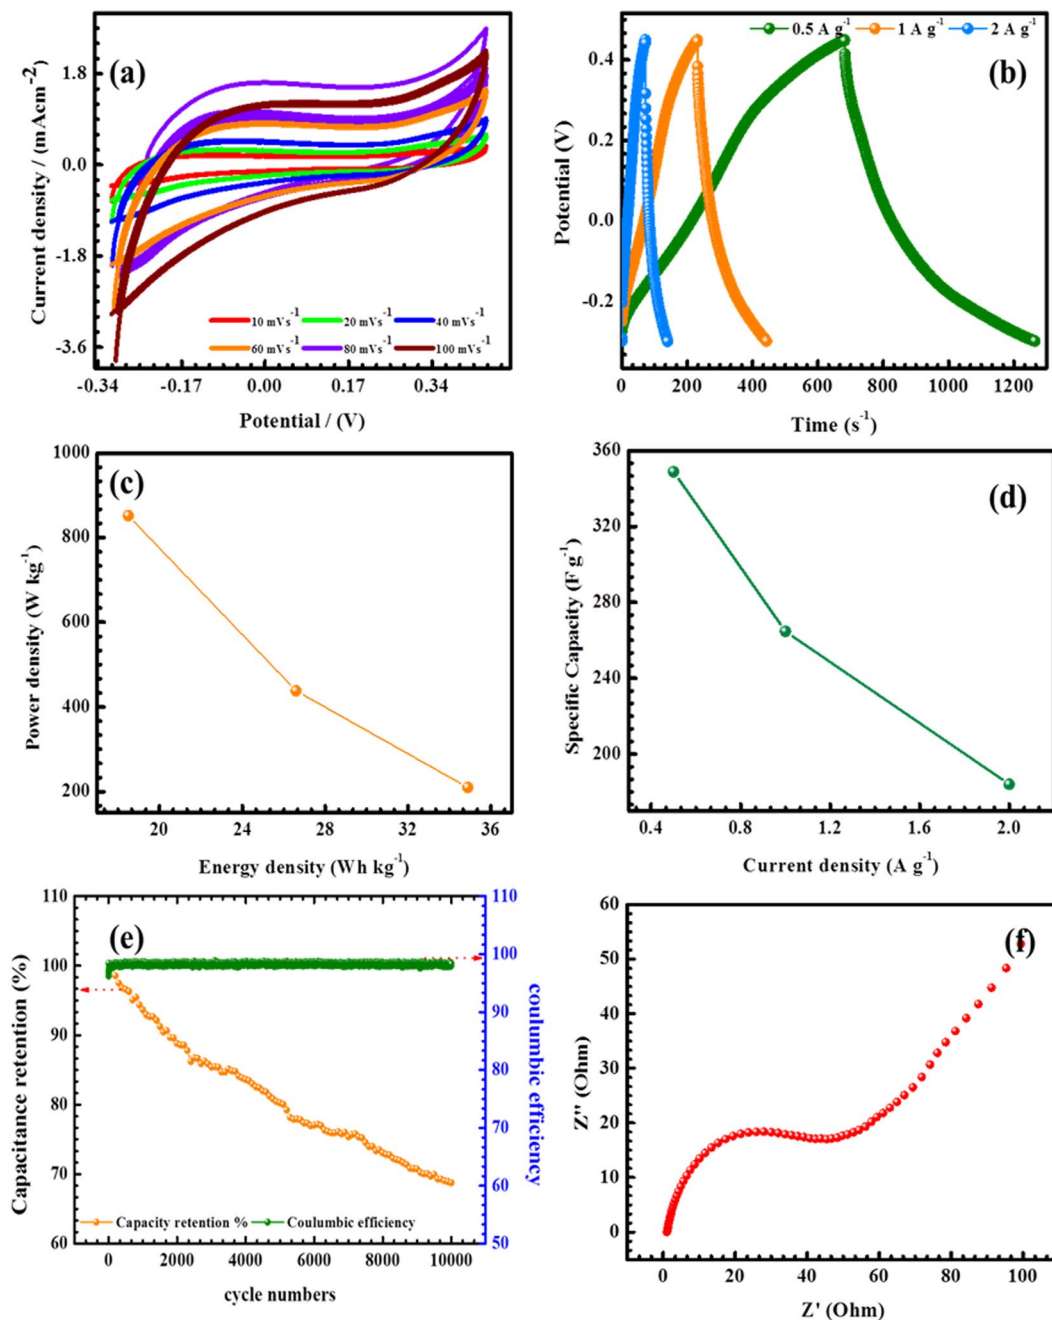 (a)
Current density / (mAcm-2)
1.8
0.0
-1.8
-3.6
10 mVs-1 20 mVs-1 40 mVs-1
60 mVs-1 80 mVs-1 100 mVs-1
-0.34 -0.17 0.00 0.17 0.34
Potential / (V)
0.5 A g-1 1 A g-1 2 A g-1
(b)
Potential (V)
0.4
0.2
0.0
-0.2
0 200 400 600 800 1000 1200
Time (s-1)
(c)
Power density (W kg-1)
1000
800
600
400
200
20 24 28 32 36
Energy density (Wh kg-1)
(d)
Specific Capacity (F g-1)
360
320
280
240
200
0.4 0.8 1.2 1.6 2.0
Current density (A g-1)
(e)
Capacitance retention (%)
110
100
90
80
70
60
110
100
90
80
70
60
50
coulumbic efficiency
Capacity retention % Coulumbic efficiency
0 2000 4000 6000 8000 10000
cycle numbers
(f)
Z'' (Ohm)
60
50
40
30
20
10
0
0 20 40 60 80 100
Z' (Ohm)